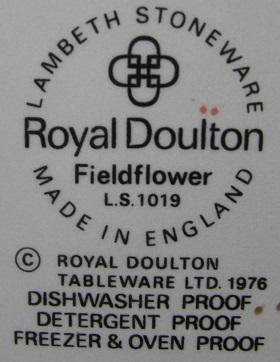 LAMBETH STONEWARE
Royal Doulton
Fieldflower
L.S.1019
MADE IN ENGLAND
© ROYAL DOULTON
TABLEWARE LTD. 1976
DISHWASHER PROOF
DETERGENT PROOF
FREEZER & OVEN PROOF